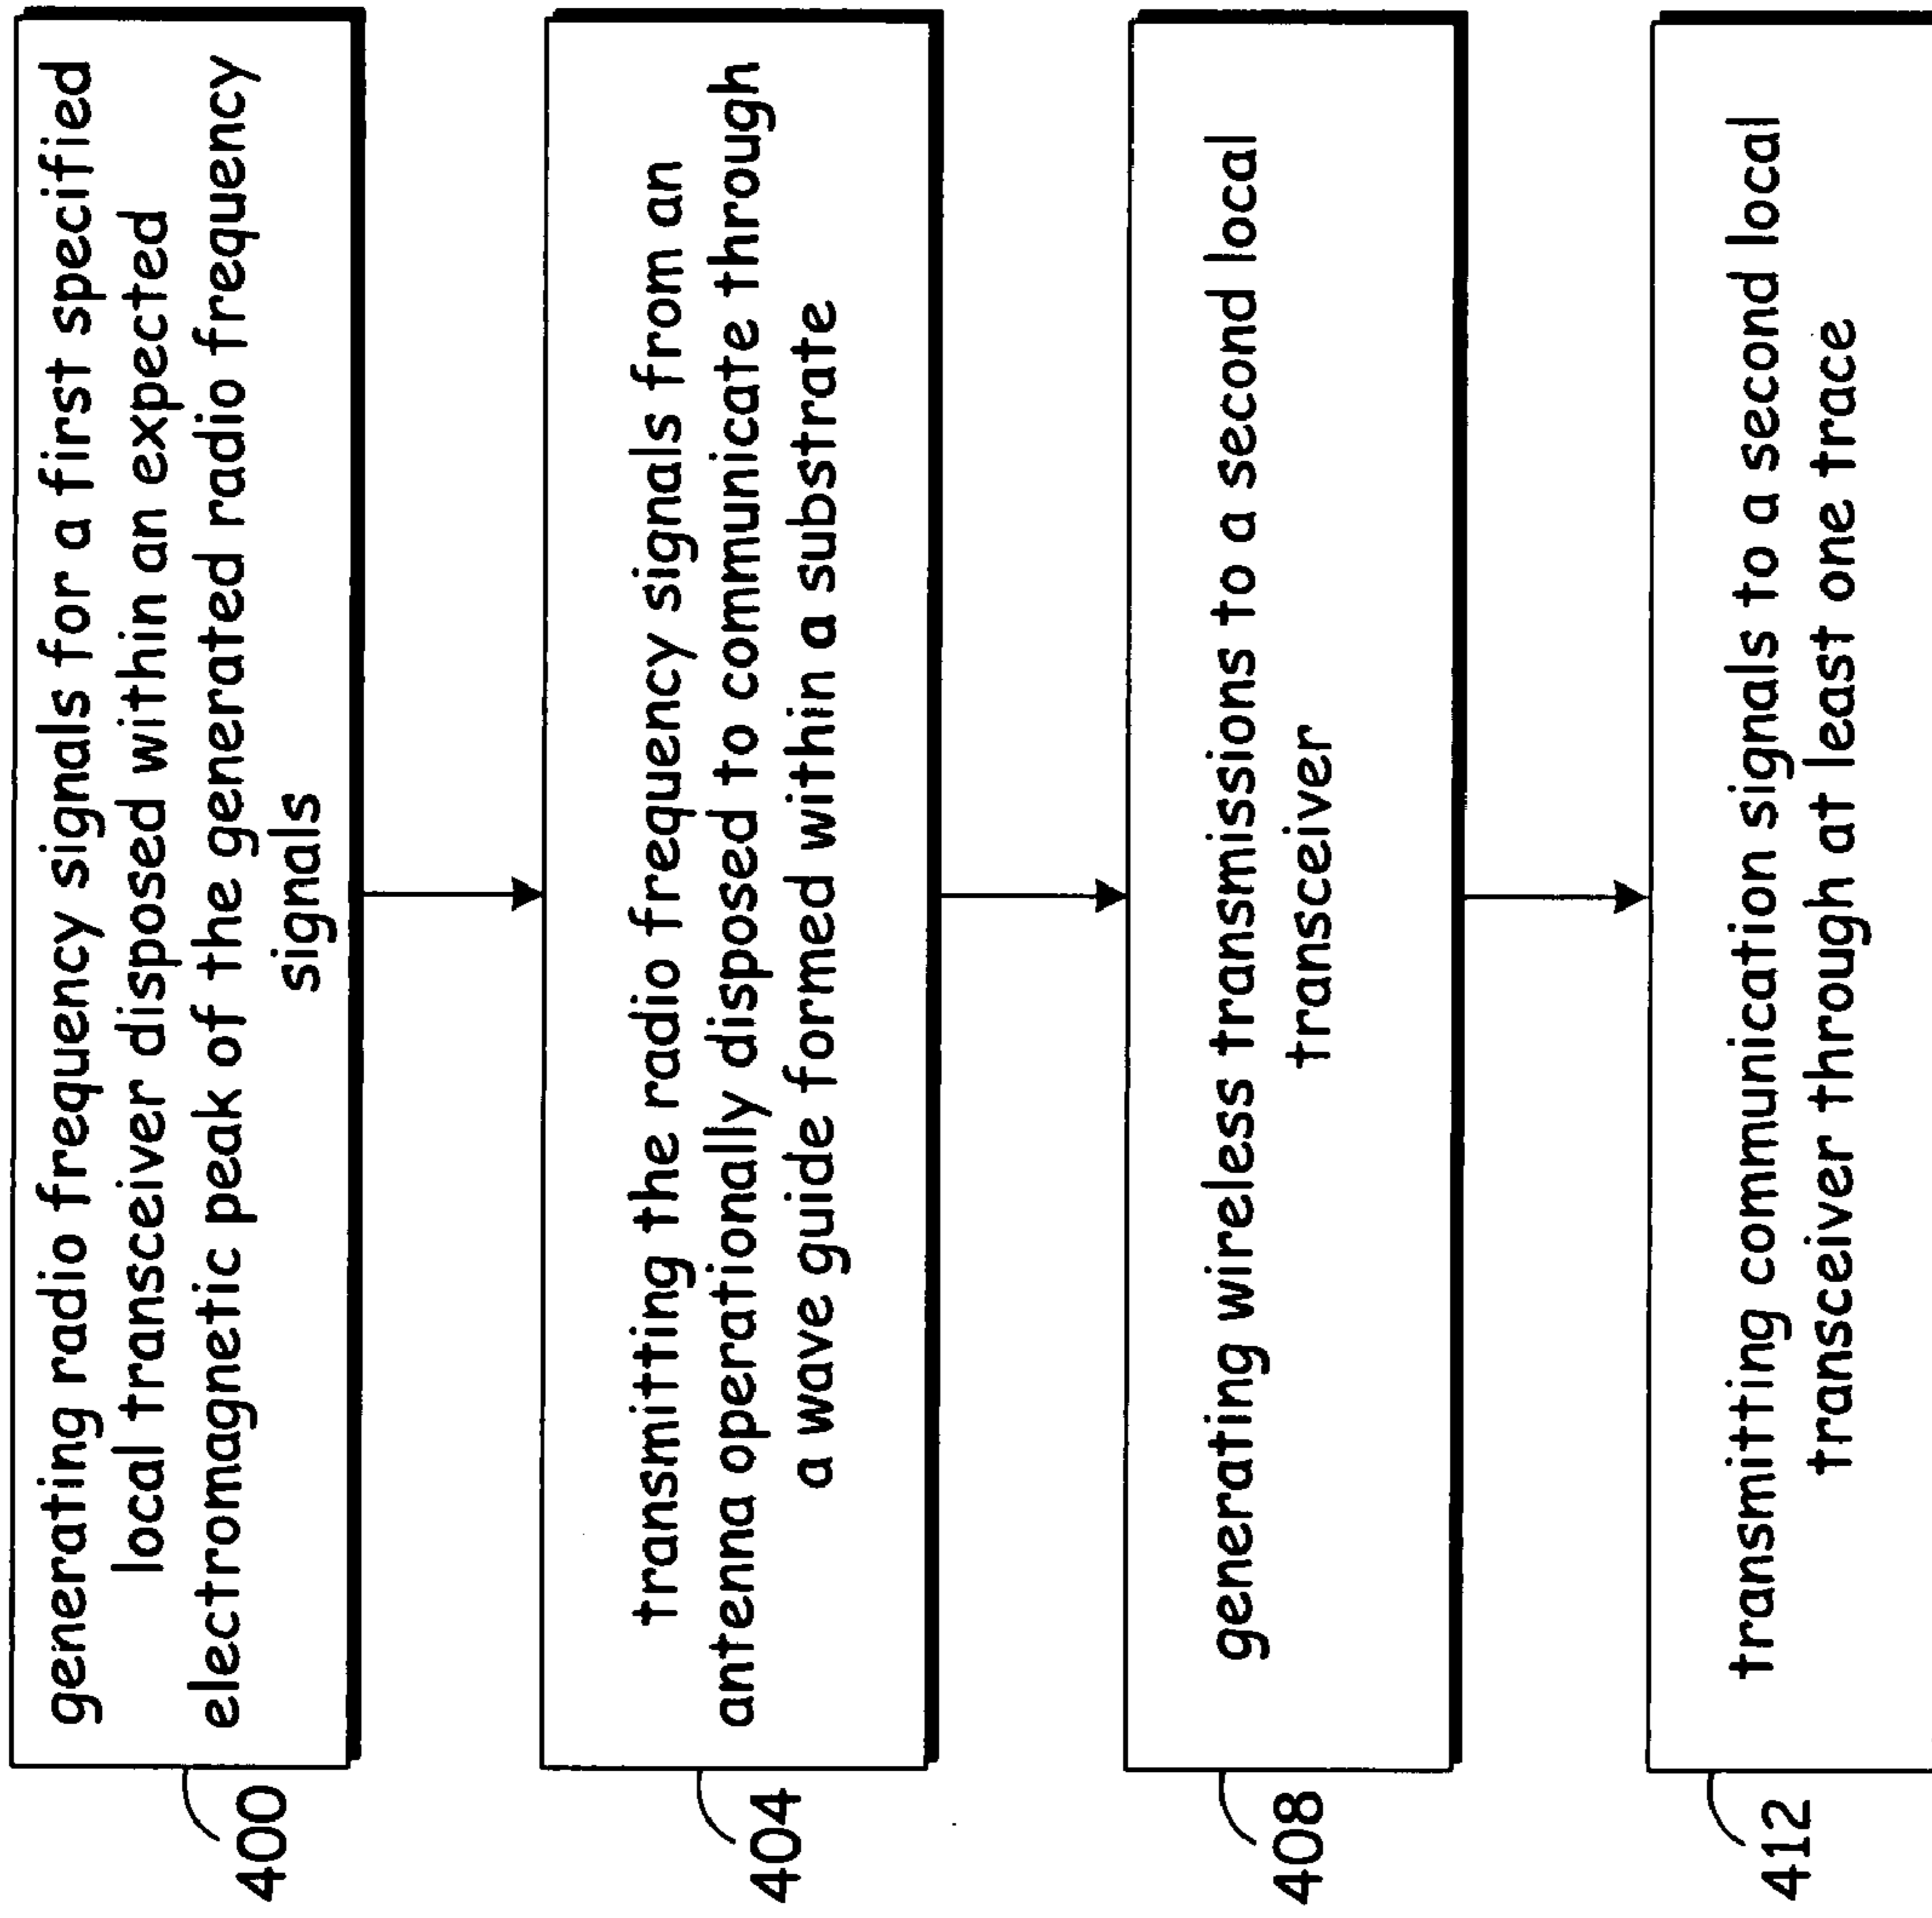 generating radio frequency signals for a first specified
local transceiver disposed within an expected
electromagnetic peak of the generated radio frequency
signals
400
transmitting the radio frequency signals from an
antenna operationally disposed to communicate through
a wave guide formed within a substrate
404
generating wireless transmissions to a second local
transceiver
408
transmitting communication signals to a second local
transceiver through at least one trace
412